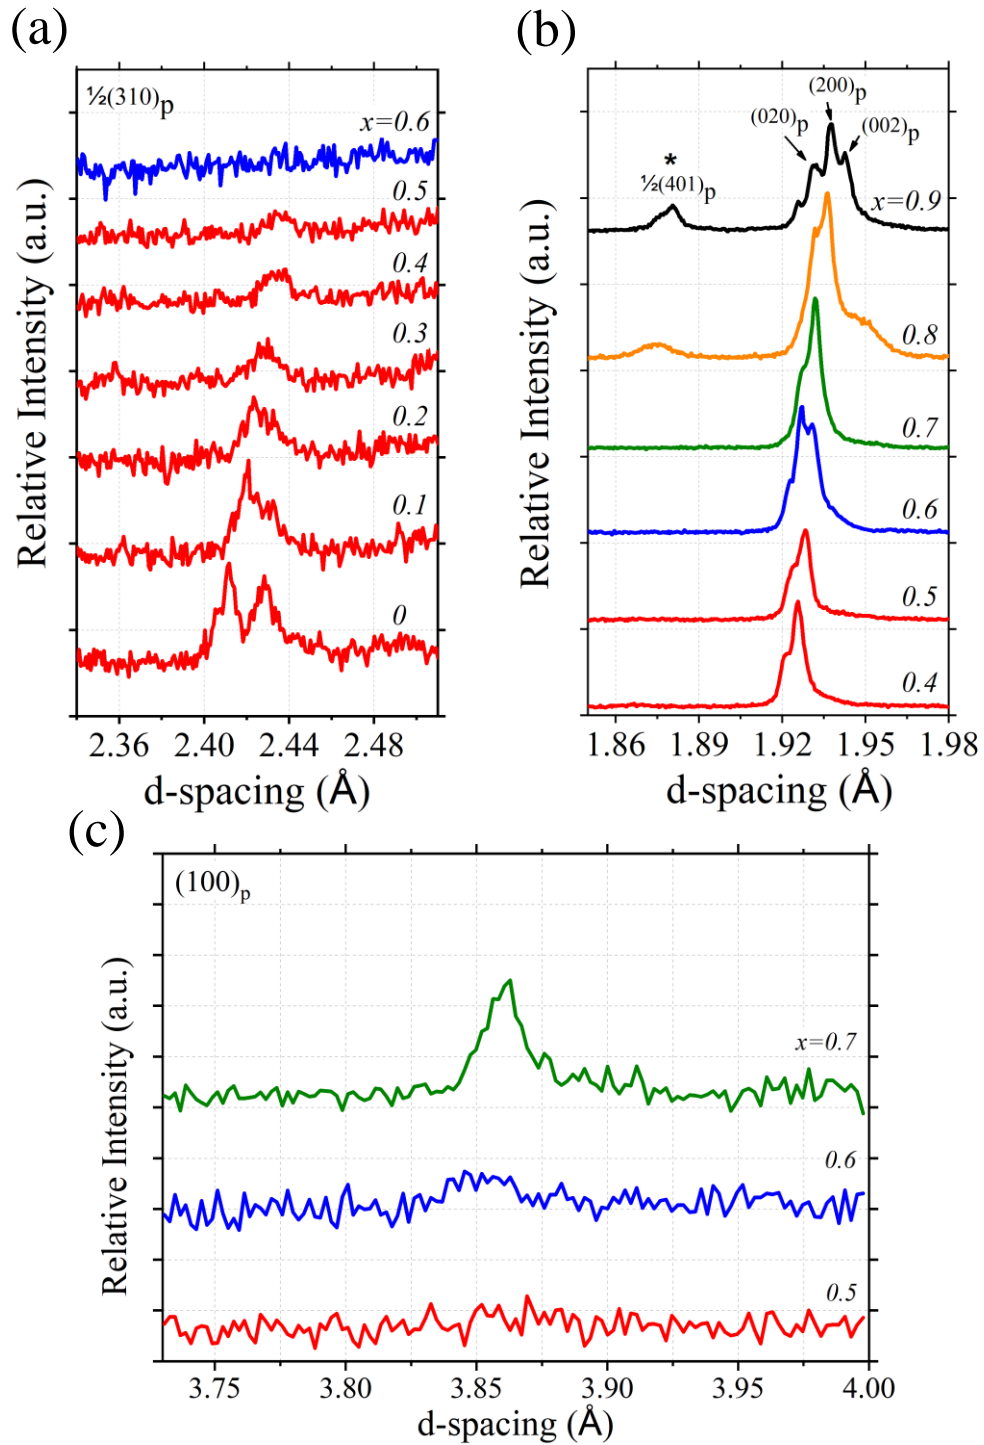 (a)
½(310)p
x=0.6
0.5
0.4
0.3
0.2
0.1
0
Relative Intensity (a.u.)
2.36 2.40 2.44 2.48
d-spacing (Å)
(b)
(200)p
(020)p
(002)p
*
½(401)p
x=0.9
0.8
0.7
0.6
0.5
0.4
Relative Intensity (a.u.)
1.86 1.89 1.92 1.95 1.98
d-spacing (Å)
(c)
(100)p
x=0.7
0.6
0.5
Relative Intensity (a.u.)
3.75 3.80 3.85 3.90 3.95 4.00
d-spacing (Å)